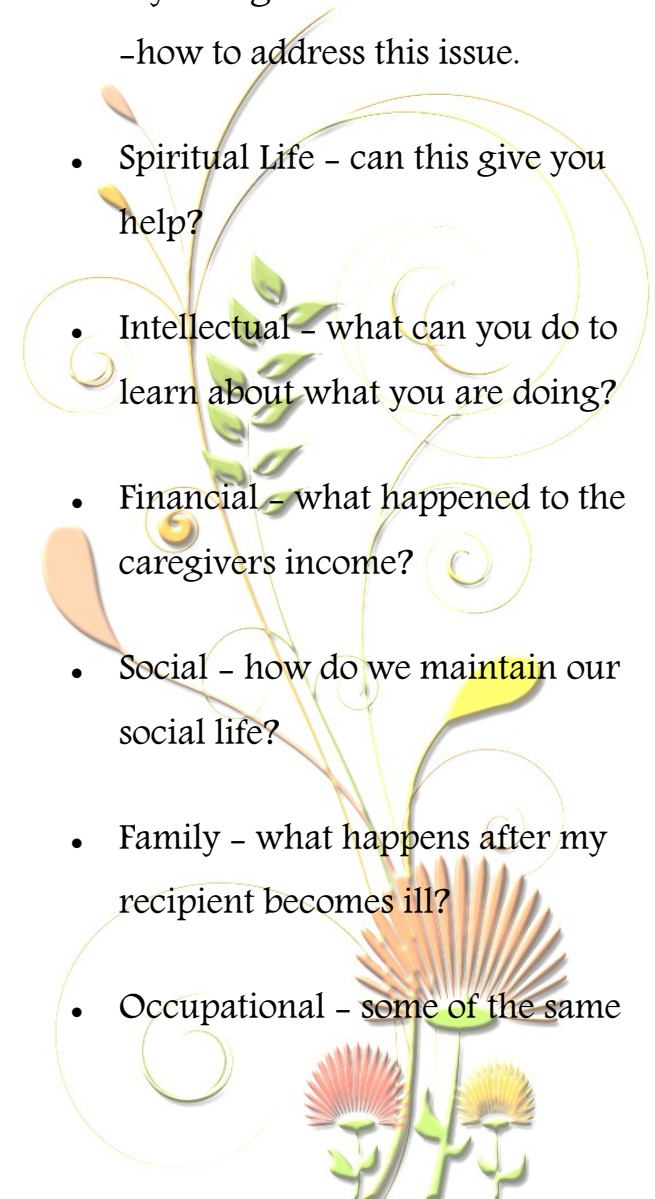 -how to address this issue.
• Spiritual Life - can this give you
help?
• Intellectual - what can you do to
learn about what you are doing?
• Financial - what happened to the
caregivers income?
• Social - how do we maintain our
social life?
• Family - what happens after my
recipient becomes ill?
• Occupational - some of the same